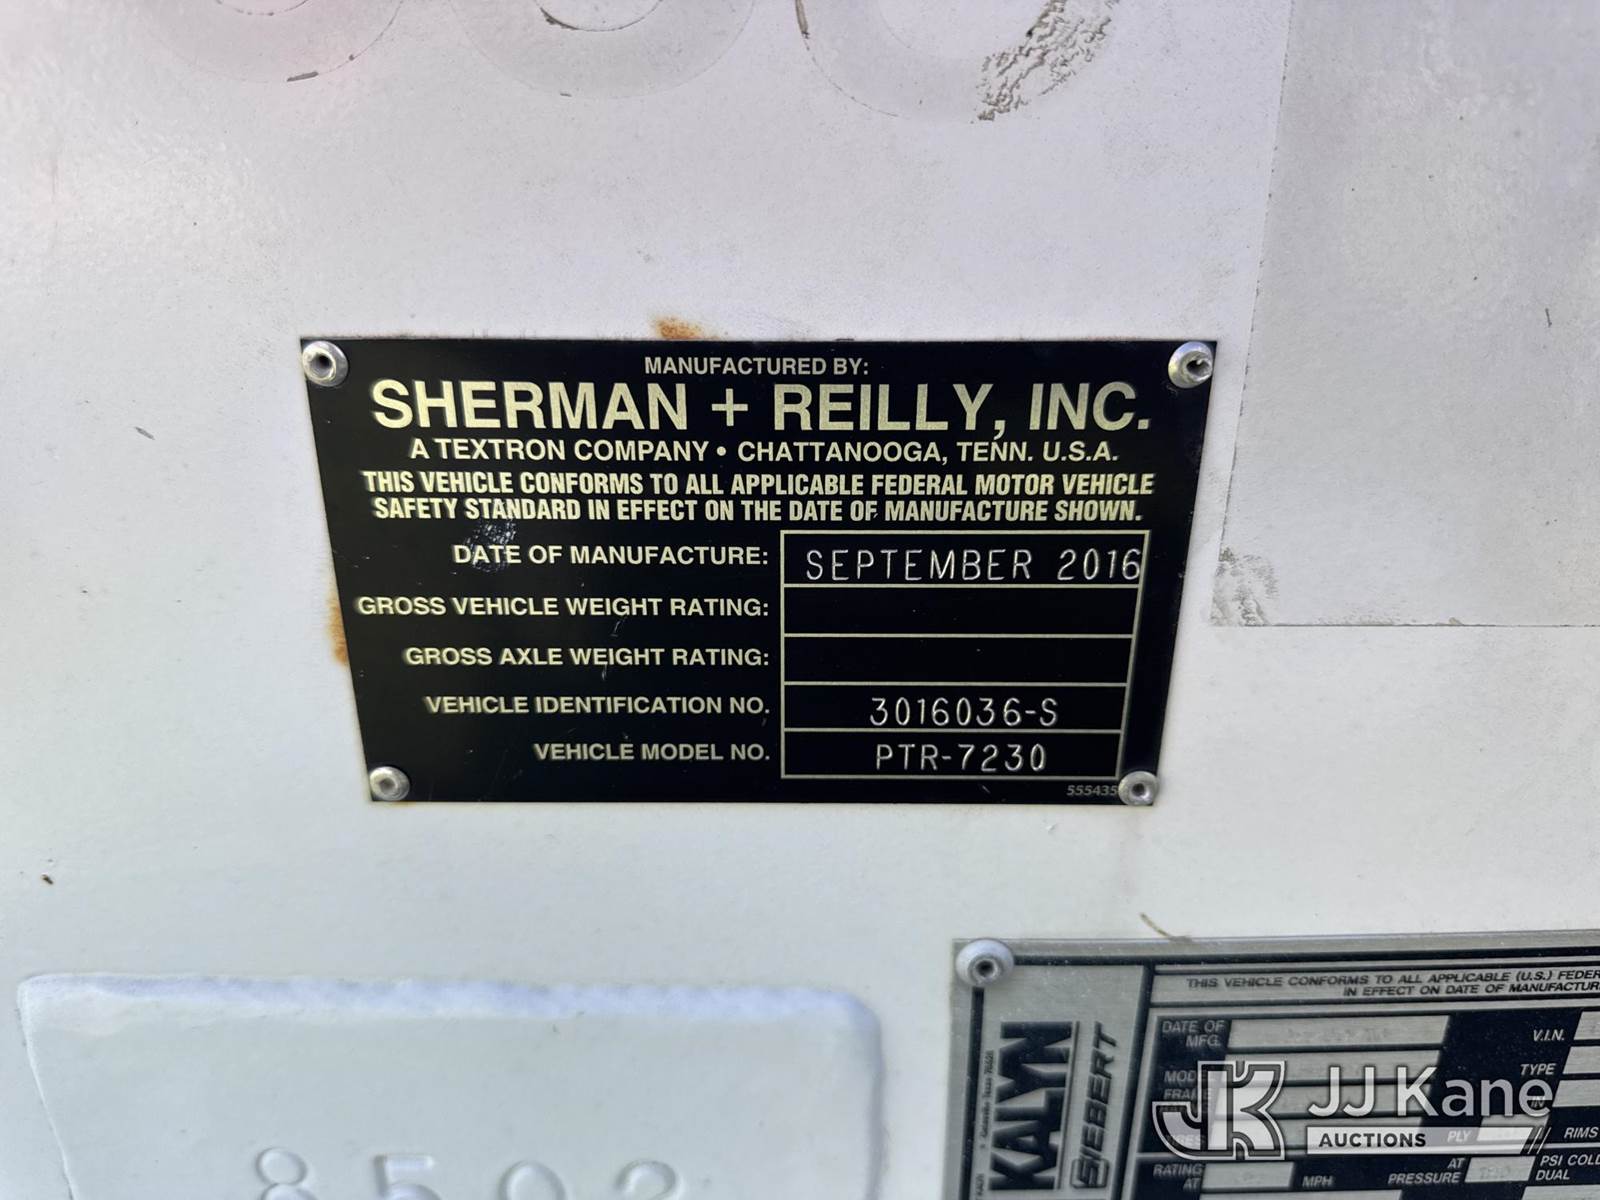 MANUFACTURED BY:
SHERMAN + REILLY, INC.
A TEXTRON COMPANY • CHATTANOOGA, TENN. U.S.A.
THIS VEHICLE CONFORMS TO ALL APPLICABLE FEDERAL MOTOR VEHICLE
SAFETY STANDARD IN EFFECT ON THE DATE OF MANUFACTURE SHOWN.
DATE OF MANUFACTURE: SEPTEMBER 2016
GROSS VEHICLE WEIGHT RATING:
GROSS AXLE WEIGHT RATING:
VEHICLE IDENTIFICATION NO. 3016036-S
VEHICLE MODEL NO. PTR-7230
555435
THIS VEHICLE CONFORMS TO ALL APPLICABLE (U.S.) FEDER
IN EFFECT ON DATE OF MANUFACTUR
KALYN
SIEBERT
DATE OF
MFG.
V.I.N.
TYPE
FRAME
PLY
RIMS
RATING
AT
MPH
AT
PRESSURE
PSI COLD
DUAL
JJ Kane
AUCTIONS